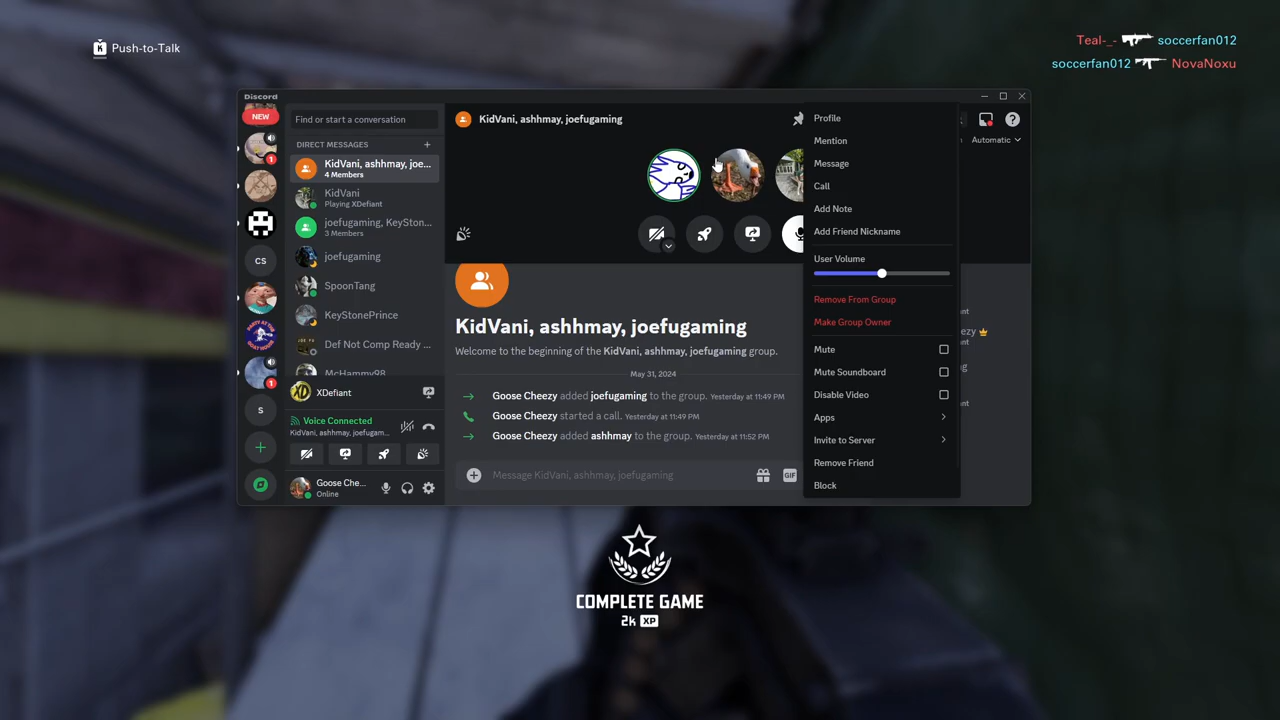 K Push-to-Talk
Teal-_- soccerfan012
soccerfan012 NovaNoxu
Discord
NEW
1
CS
1
S
Find or start a conversation
DIRECT MESSAGES
KidVani, ashhmay, joe...
4 Members
KidVani
Playing XDefiant
joefugaming, KeySton...
3 Members
joefugaming
SpoonTang
KeyStonePrince
Def Not Comp Ready ...
McHammy98
XD XDefiant
Voice Connected
KidVani, ashhmay, joefugam...
Goose Che...
Online
KidVani, ashhmay, joefugaming
Automatic
KidVani, ashhmay, joefugaming
Welcome to the beginning of the KidVani, ashhmay, joefugaming group.
May 31, 2024
Goose Cheezy added joefugaming to the group. Yesterday at 11:49 PM
Goose Cheezy started a call. Yesterday at 11:49 PM
Goose Cheezy added ashhmay to the group. Yesterday at 11:52 PM
Message KidVani, ashhmay, joefugaming
GIF
Profile
Mention
Message
Call
Add Note
Add Friend Nickname
User Volume
Remove From Group
Make Group Owner
Mute
Mute Soundboard
Disable Video
Apps
Invite to Server
Remove Friend
Block
COMPLETE GAME
2k XP